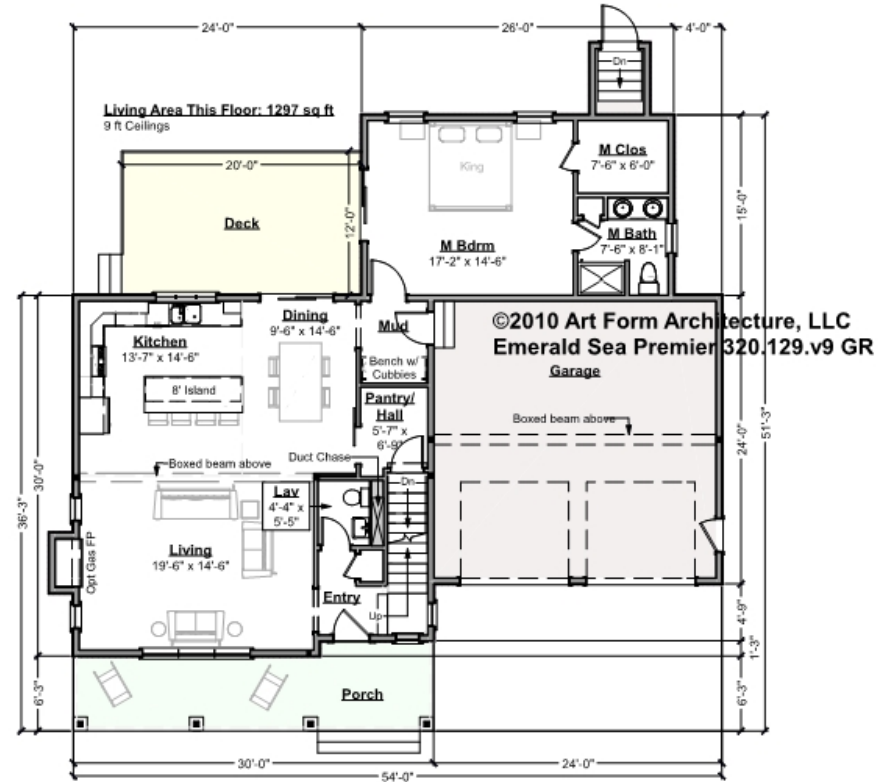 24'-0"
26'-0"
4'-0"
Dn
Living Area This Floor: 1297 sq ft
9 ft Ceilings
20'-0"
12'-0"
Deck
King
M Bdrm
17'-2" x 14'-6"
M Clos
7'-6" x 6'-0"
M Bath
7'-6" x 8'-1"
15'-0"
Kitchen
13'-7" x 14'-6"
8' Island
Dining
9'-6" x 14'-6"
Mud
Bench w/
Cubbies
Pantry/
Hall
5'-7" x
6'-9"
©2010 Art Form Architecture, LLC
Emerald Sea Premier 320.129.v9 GR
Garage
Boxed beam above
24'-0"
51'-3"
36'-3"
30'-0"
Boxed beam above
Duct Chase
Dn
Lav
4'-4" x
5'-5"
Living
19'-6" x 14'-6"
Opt Gas FP
Entry
Up
4'-9"
1'-3"
6'-3"
6'-3"
Porch
30'-0"
24'-0"
54'-0"